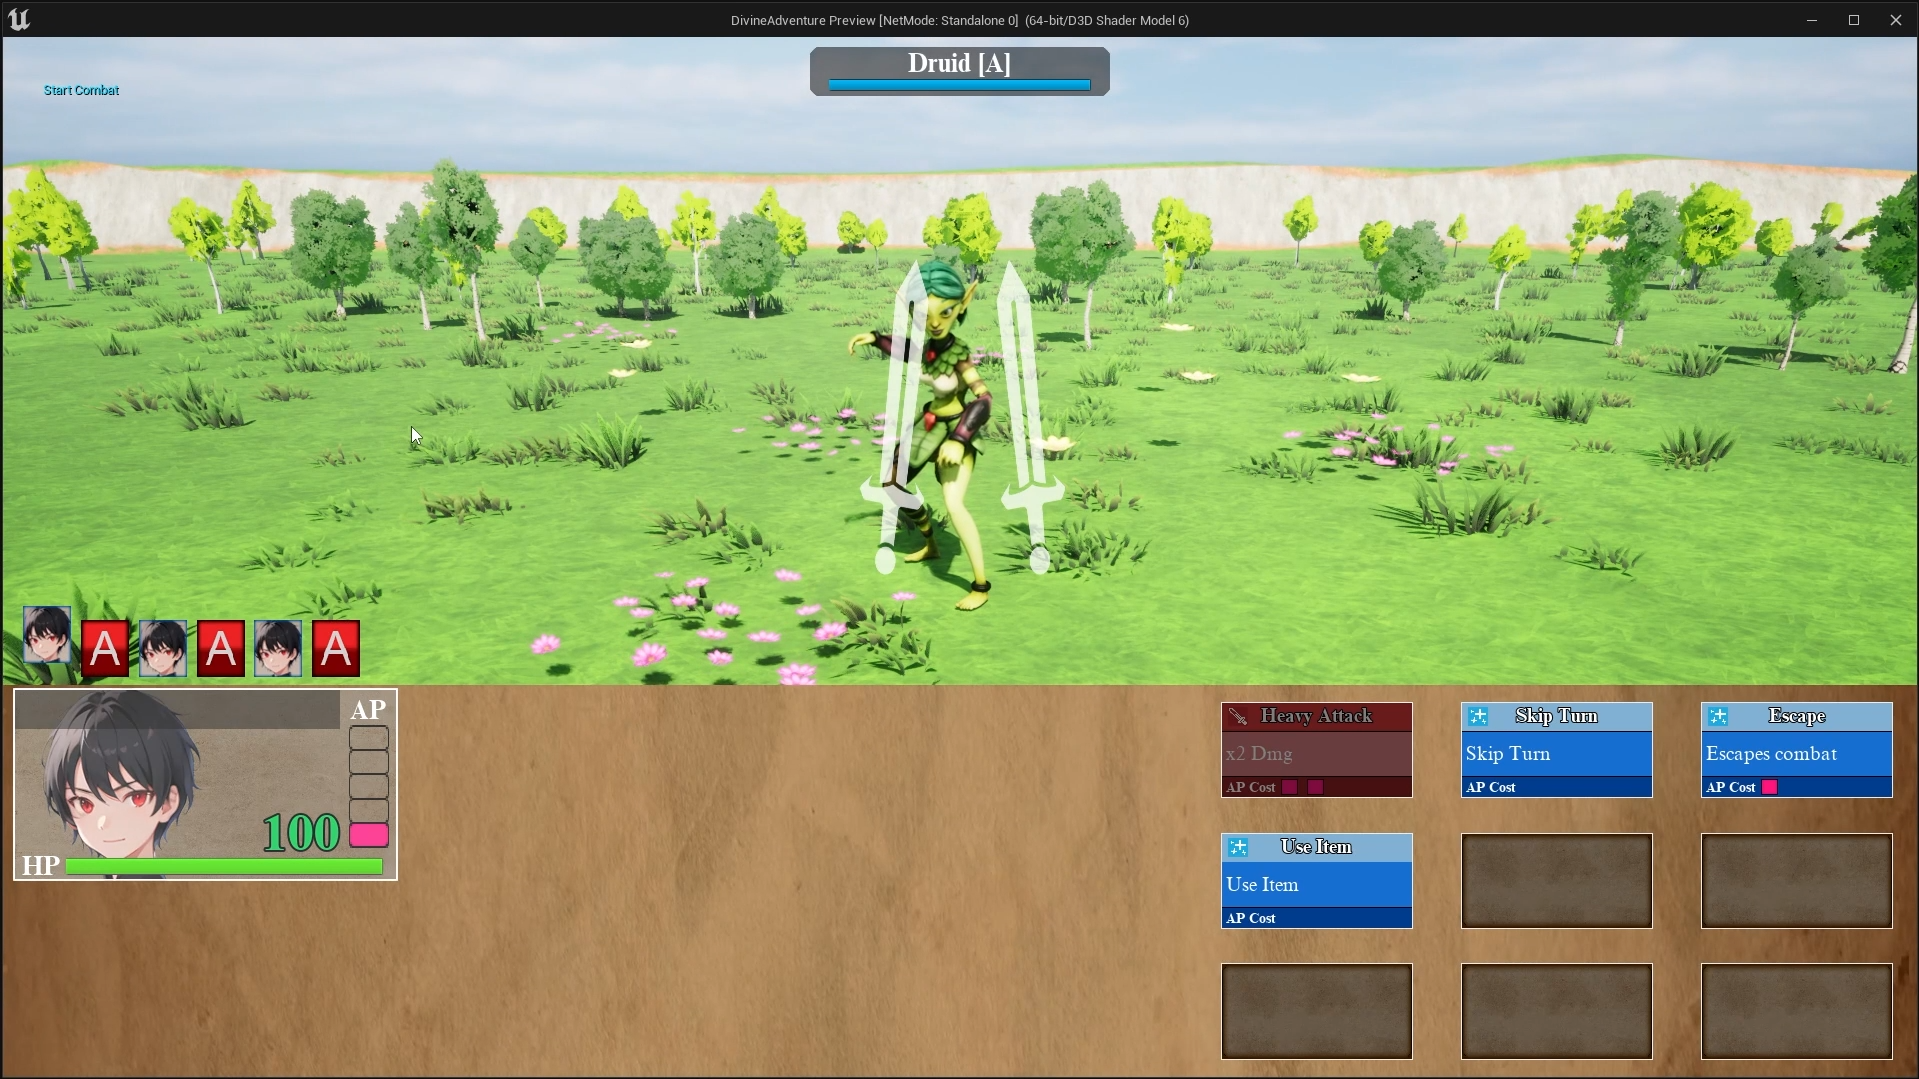 DivineAdventure Preview [NetMode: Standalone 0]  (64-bit/D3D Shader Model 6)
Druid [A]
Start Combat
A
A
A
AP
100
HP
Heavy Attack
x2 Dmg
AP Cost
Skip Turn
Skip Turn
AP Cost
Escape
Escapes combat
AP Cost
Use Item
Use Item
AP Cost